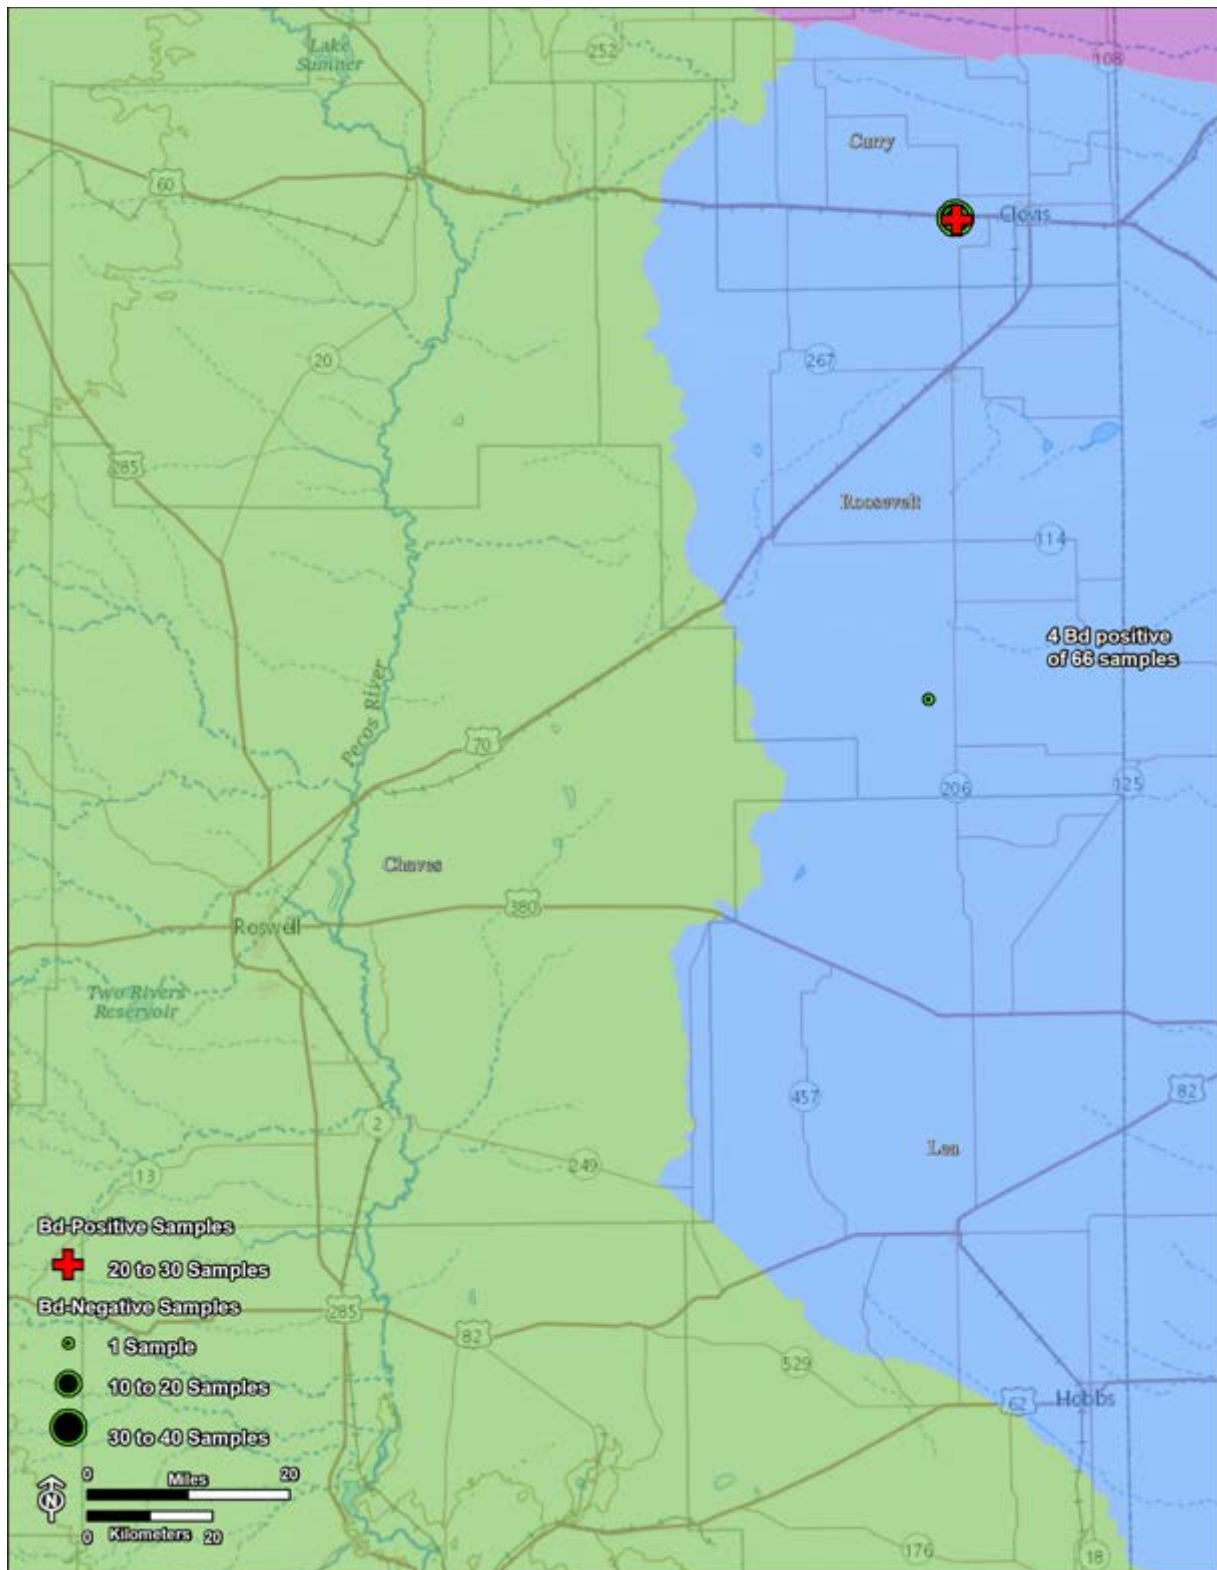 Lake
Sumner
252
108
Curry
60
Clovis
20
267
285
Roosevelt
114
4 Bd positive
of 66 samples
Pecos River
70
206
125
Chaves
380
Roswell
Two Rivers
Reservoir
457
82
2
Lea
249
13
Bd-Positive Samples
20 to 30 Samples
Bd-Negative Samples
285
82
1 Sample
529
10 to 20 Samples
62
Hobbs
30 to 40 Samples
0 Miles 20
N
0 Kilometers 20
176
18